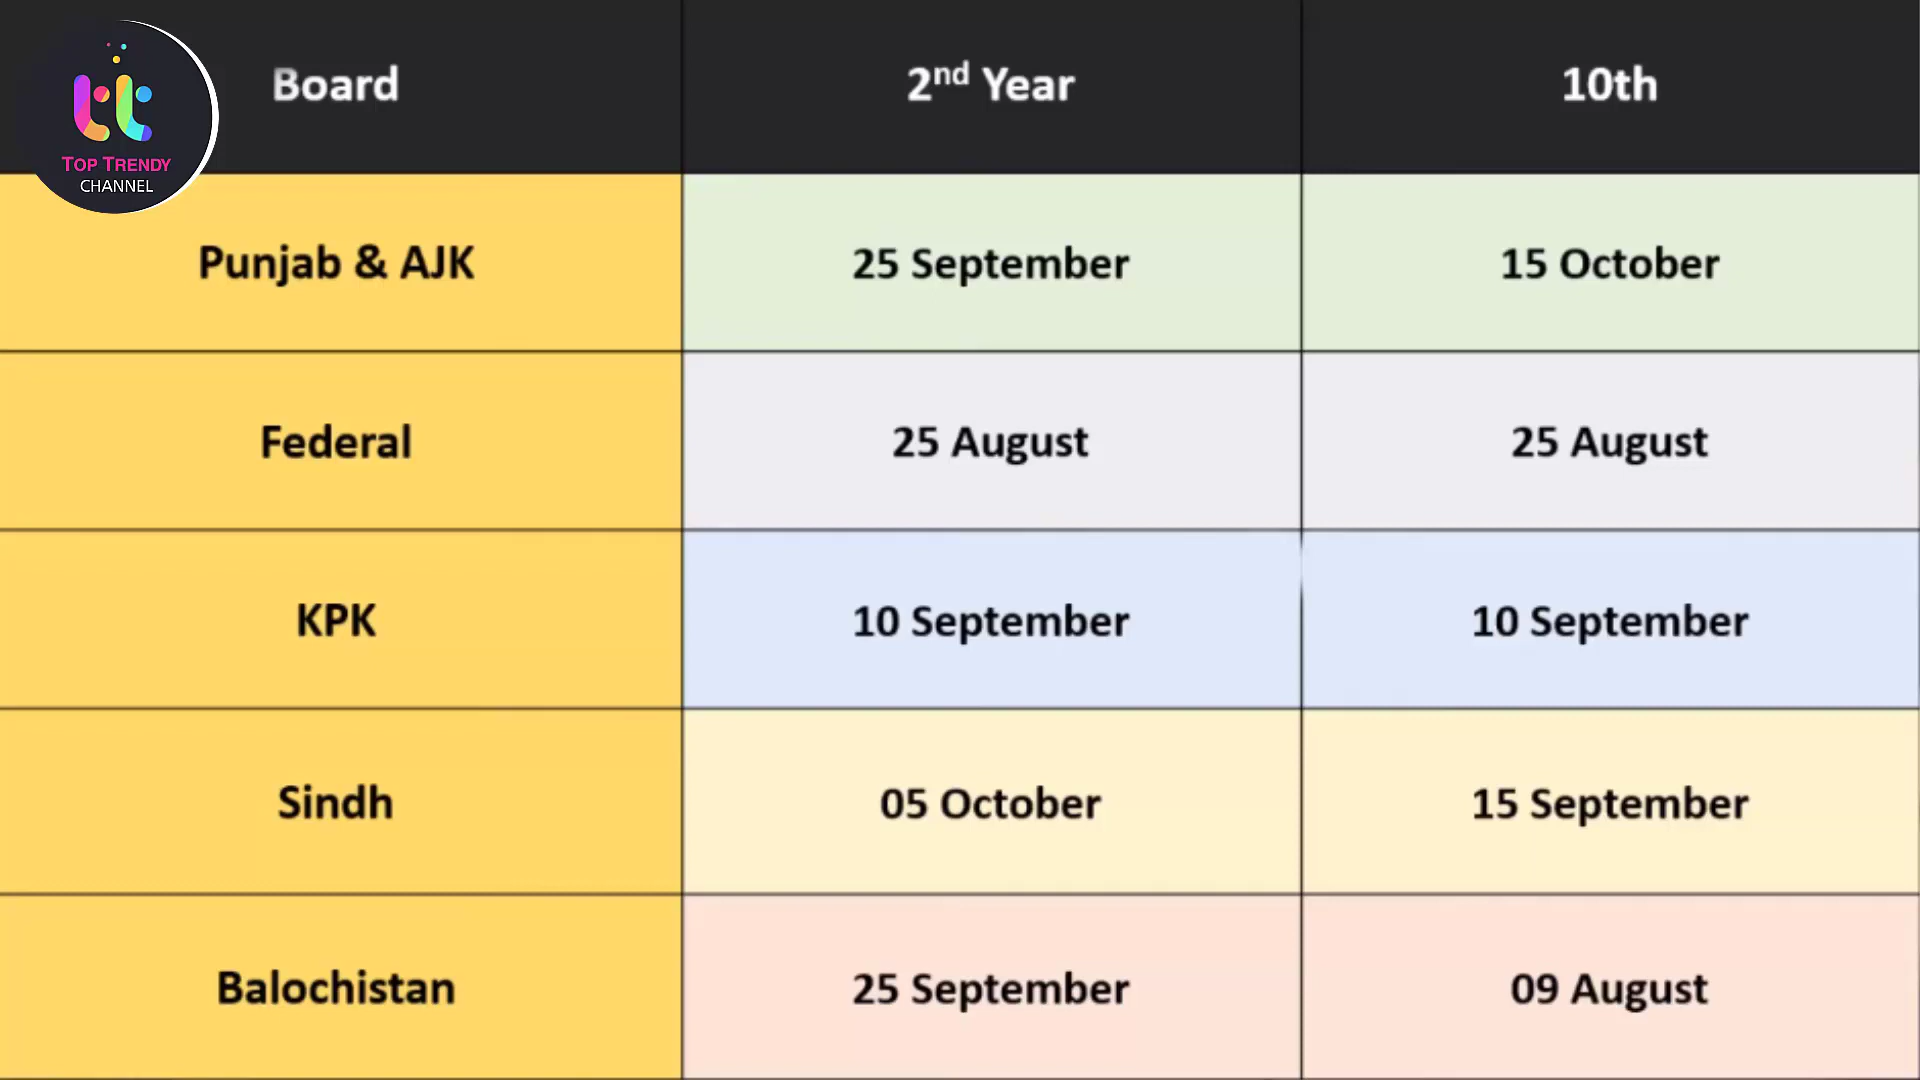 TOP TRENDY
CHANNEL
Board 2nd Year 10th
Punjab & AJK 25 September 15 October
Federal 25 August 25 August
KPK 10 September 10 September
Sindh 05 October 15 September
Balochistan 25 September 09 August